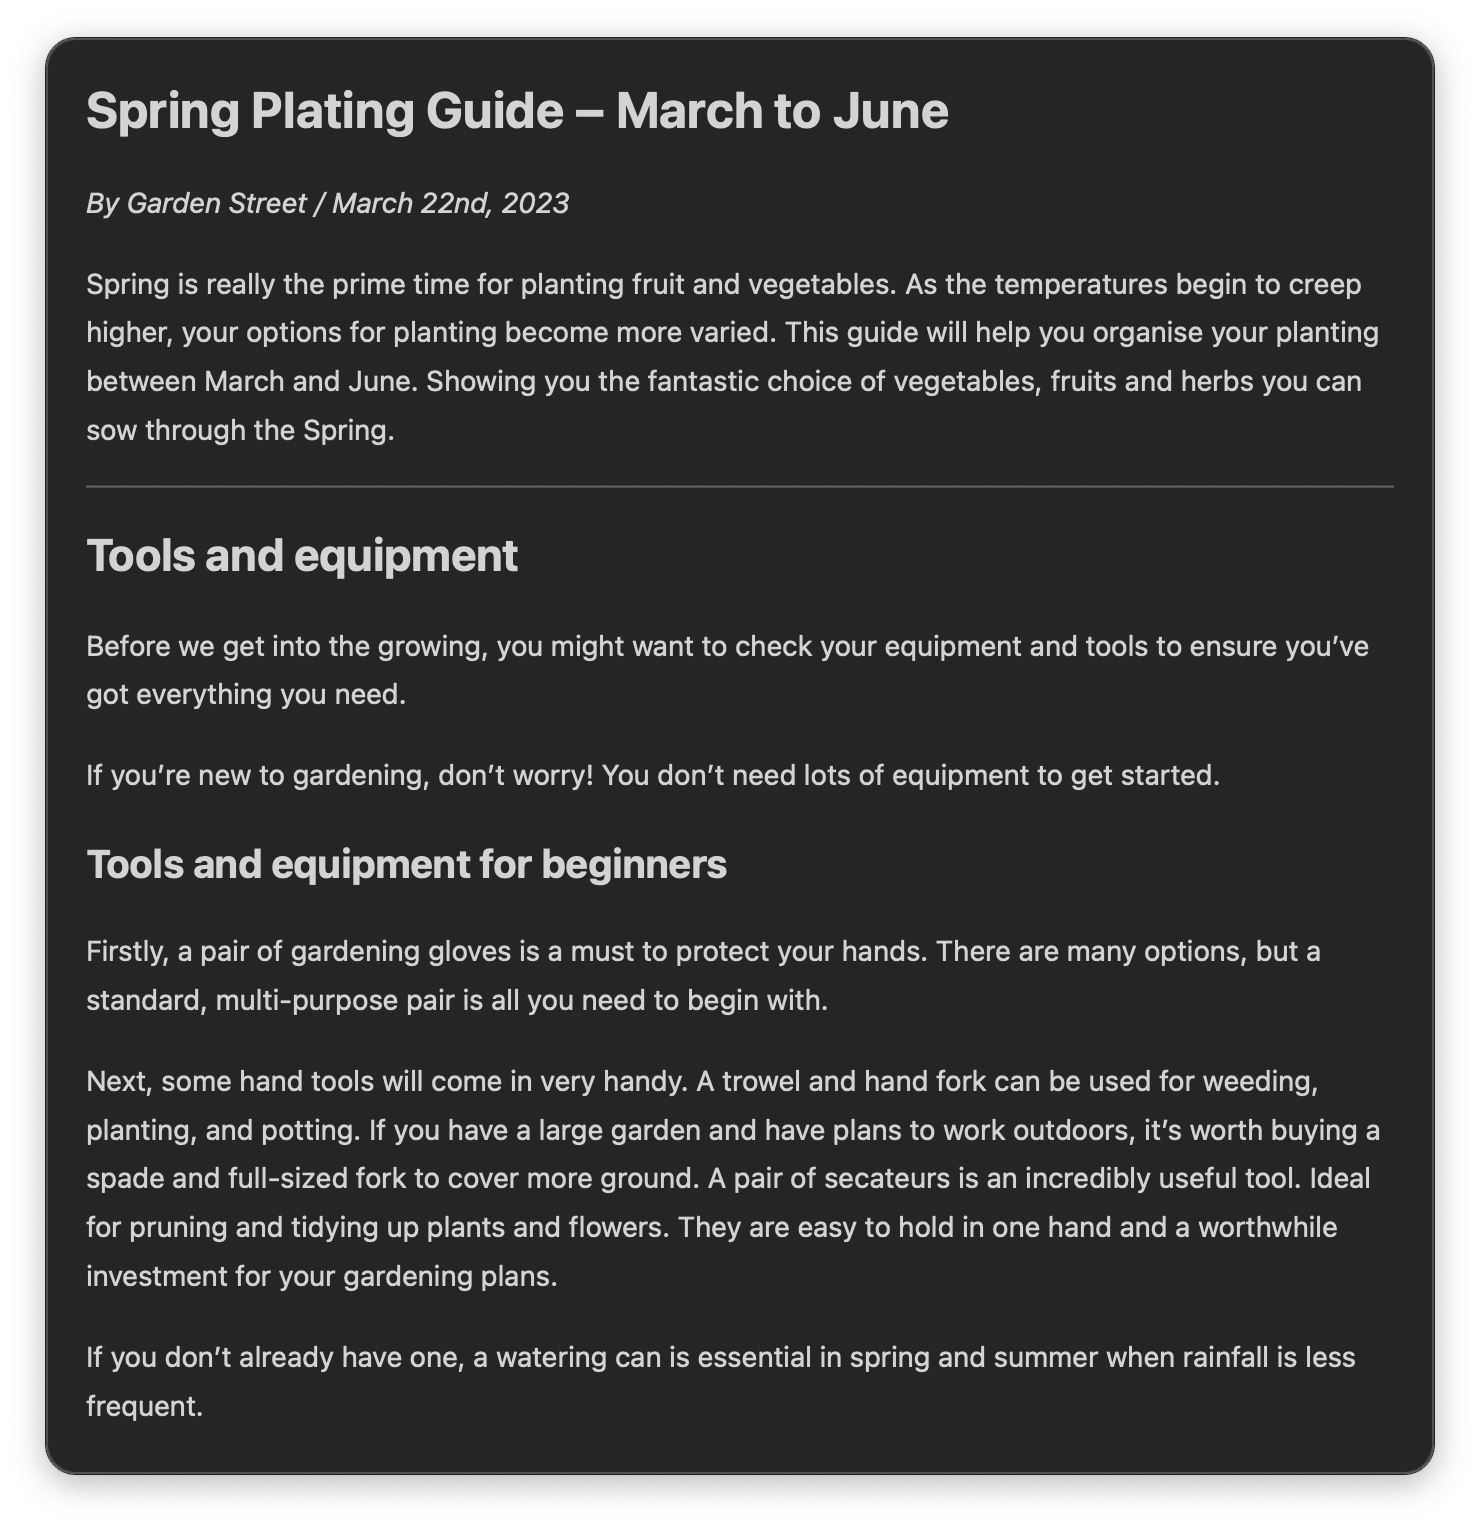 Spring Plating Guide – March to June
By Garden Street / March 22nd, 2023
Spring is really the prime time for planting fruit and vegetables. As the temperatures begin to creep
higher, your options for planting become more varied. This guide will help you organise your planting
between March and June. Showing you the fantastic choice of vegetables, fruits and herbs you can
sow through the Spring.
Tools and equipment
Before we get into the growing, you might want to check your equipment and tools to ensure you’ve
got everything you need.
If you’re new to gardening, don’t worry! You don’t need lots of equipment to get started.
Tools and equipment for beginners
Firstly, a pair of gardening gloves is a must to protect your hands. There are many options, but a
standard, multi-purpose pair is all you need to begin with.
Next, some hand tools will come in very handy. A trowel and hand fork can be used for weeding,
planting, and potting. If you have a large garden and have plans to work outdoors, it’s worth buying a
spade and full-sized fork to cover more ground. A pair of secateurs is an incredibly useful tool. Ideal
for pruning and tidying up plants and flowers. They are easy to hold in one hand and a worthwhile
investment for your gardening plans.
If you don’t already have one, a watering can is essential in spring and summer when rainfall is less
frequent.